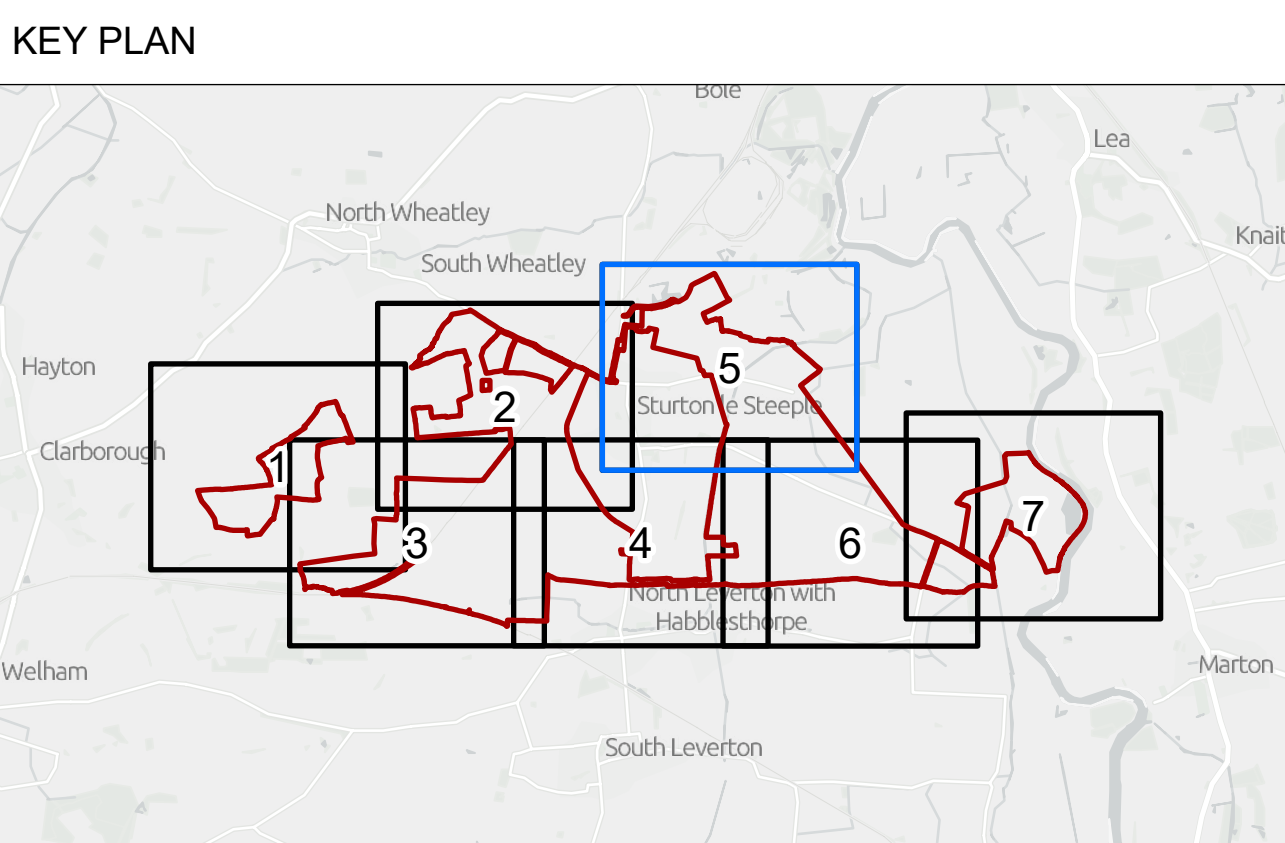 KEY PLAN
Bole
Lea
North Wheatley
Knait
South Wheatley
Hayton
5
Sturton le Steeple
2
Clarborough
1
7
3
4
6
North Leverton with
Habblesthorpe
Welham
Marton
South Leverton